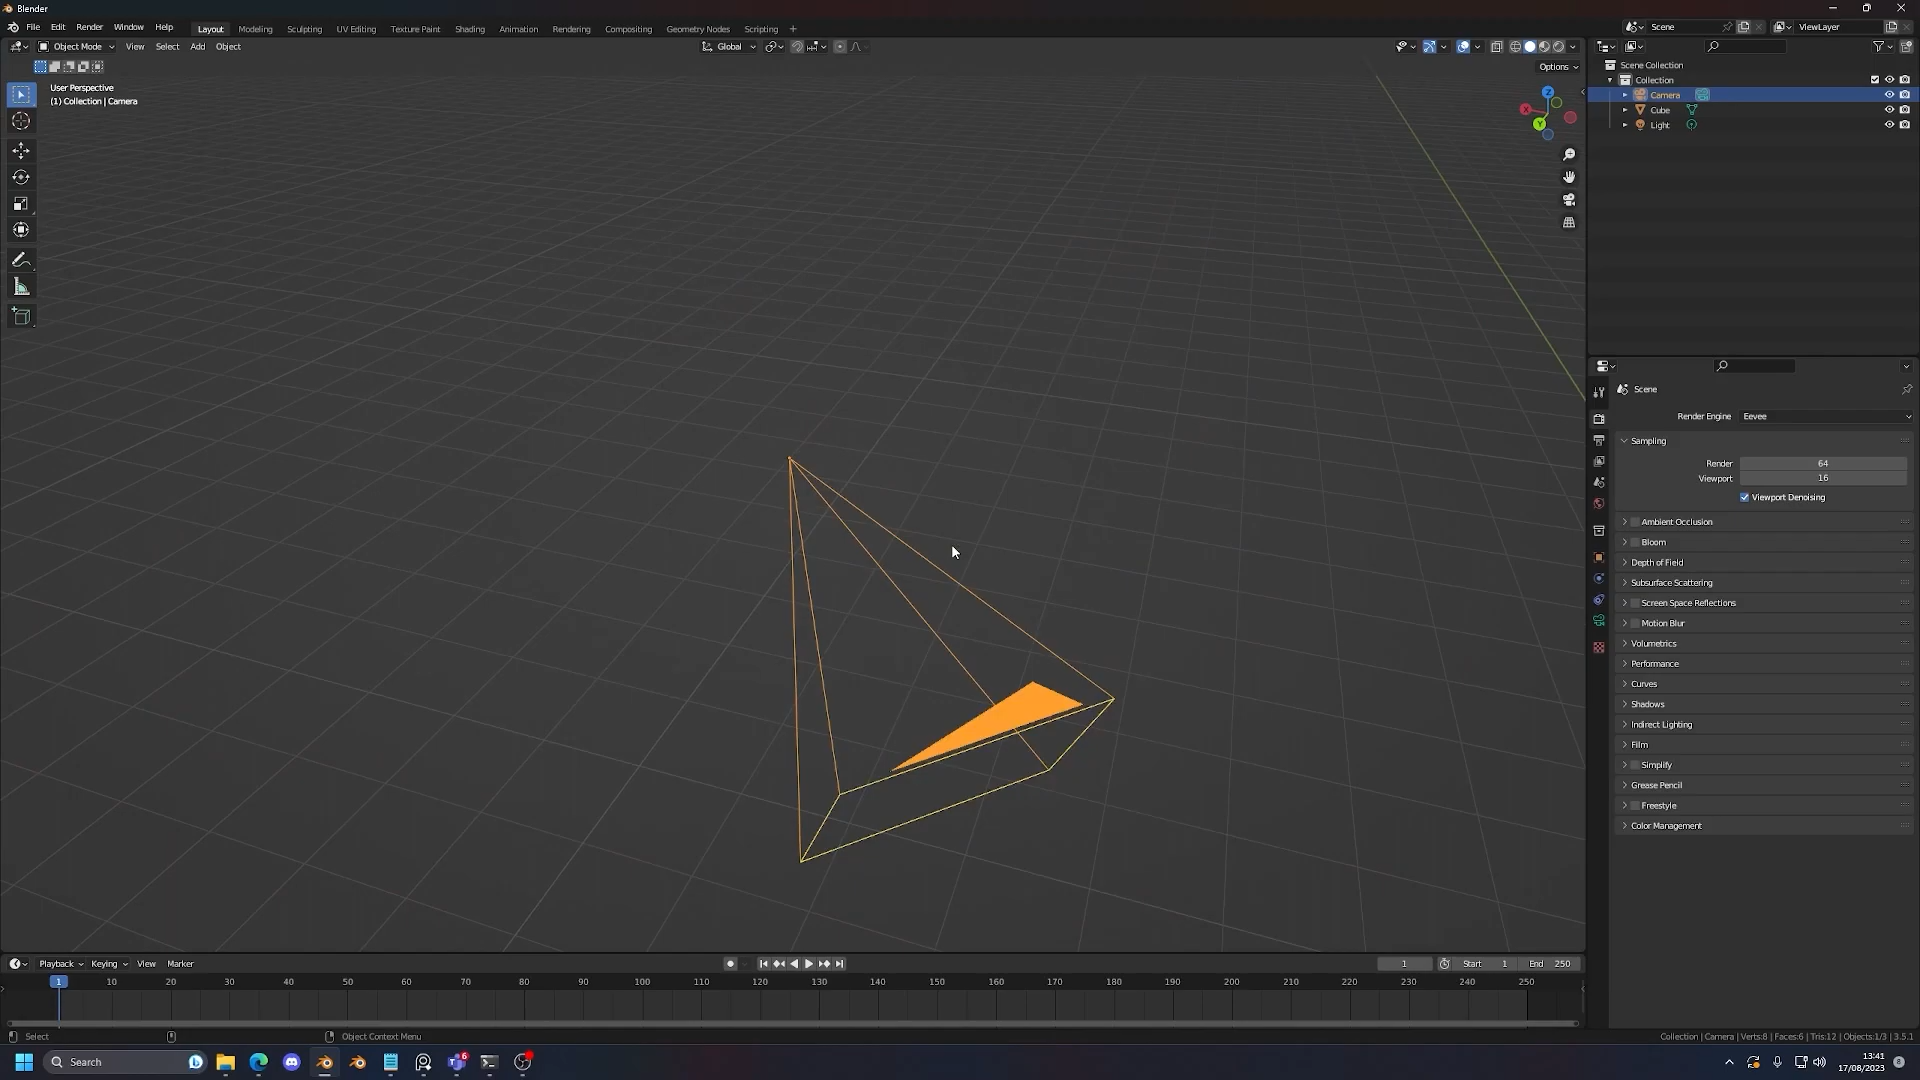 Blender
File Edit Render Window Help Layout Modeling Sculpting UV Editing Texture Paint Shading Animation Rendering Compositing Geometry Nodes Scripting + Scene ViewLayer
Object Mode View Select Add Object Global
Options
User Perspective
(1) Collection | Camera
Z
X
Y
Scene Collection
Collection
Camera
Cube
Light
Scene
Render Engine Eevee
Sampling
Render 64
Viewport 16
Viewport Denoising
Ambient Occlusion
Bloom
Depth of Field
Subsurface Scattering
Screen Space Reflections
Motion Blur
Volumetrics
Performance
Curves
Shadows
Indirect Lighting
Film
Simplify
Grease Pencil
Freestyle
Color Management
Playback Keying View Marker 1 Start 1 End 250
1 10 20 30 40 50 60 70 80 90 100 110 120 130 140 150 160 170 180 190 200 210 220 230 240 250
Select Object Context Menu Collection | Camera | Verts:8 | Faces:6 | Tris:12 | Objects:1/3 | 3.5.1
Search 6 13:41
17/08/2023 8